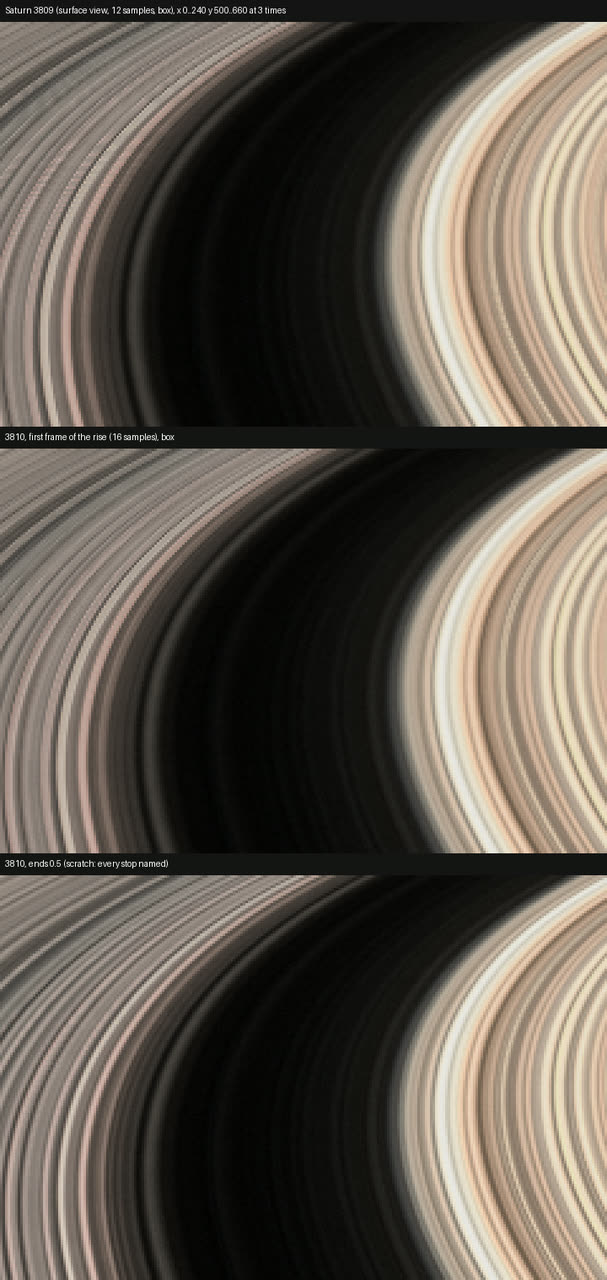 Saturn 3809 (surface view, 12 samples, box), x 0..240 y 500..660 at 3 times
3810, first frame of the rise (16 samples), box
3810, ends 0.5 (scratch: every stop named)